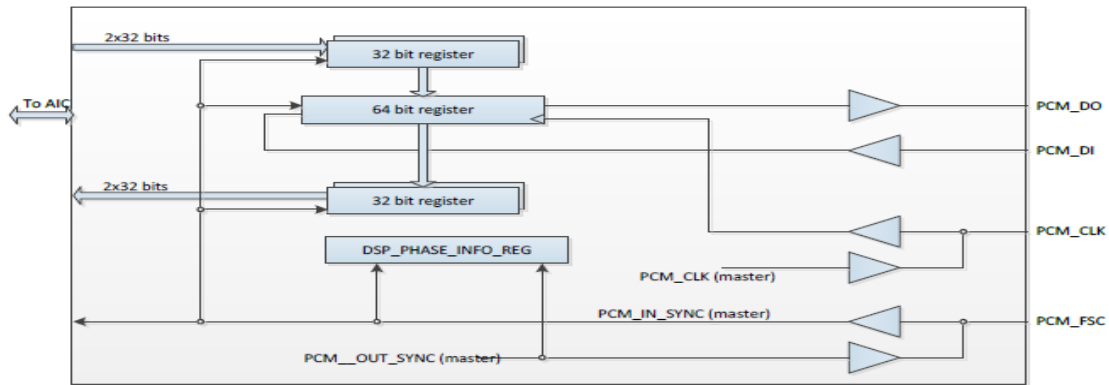 2x32 bits
32 bit register
To AIC
64 bit register
PCM_DO
PCM_DI
2x32 bits
32 bit register
PCM_CLK
DSP_PHASE_INFO_REG
PCM_CLK (master)
PCM_IN_SYNC (master)
PCM_FSC
PCM__OUT_SYNC (master)